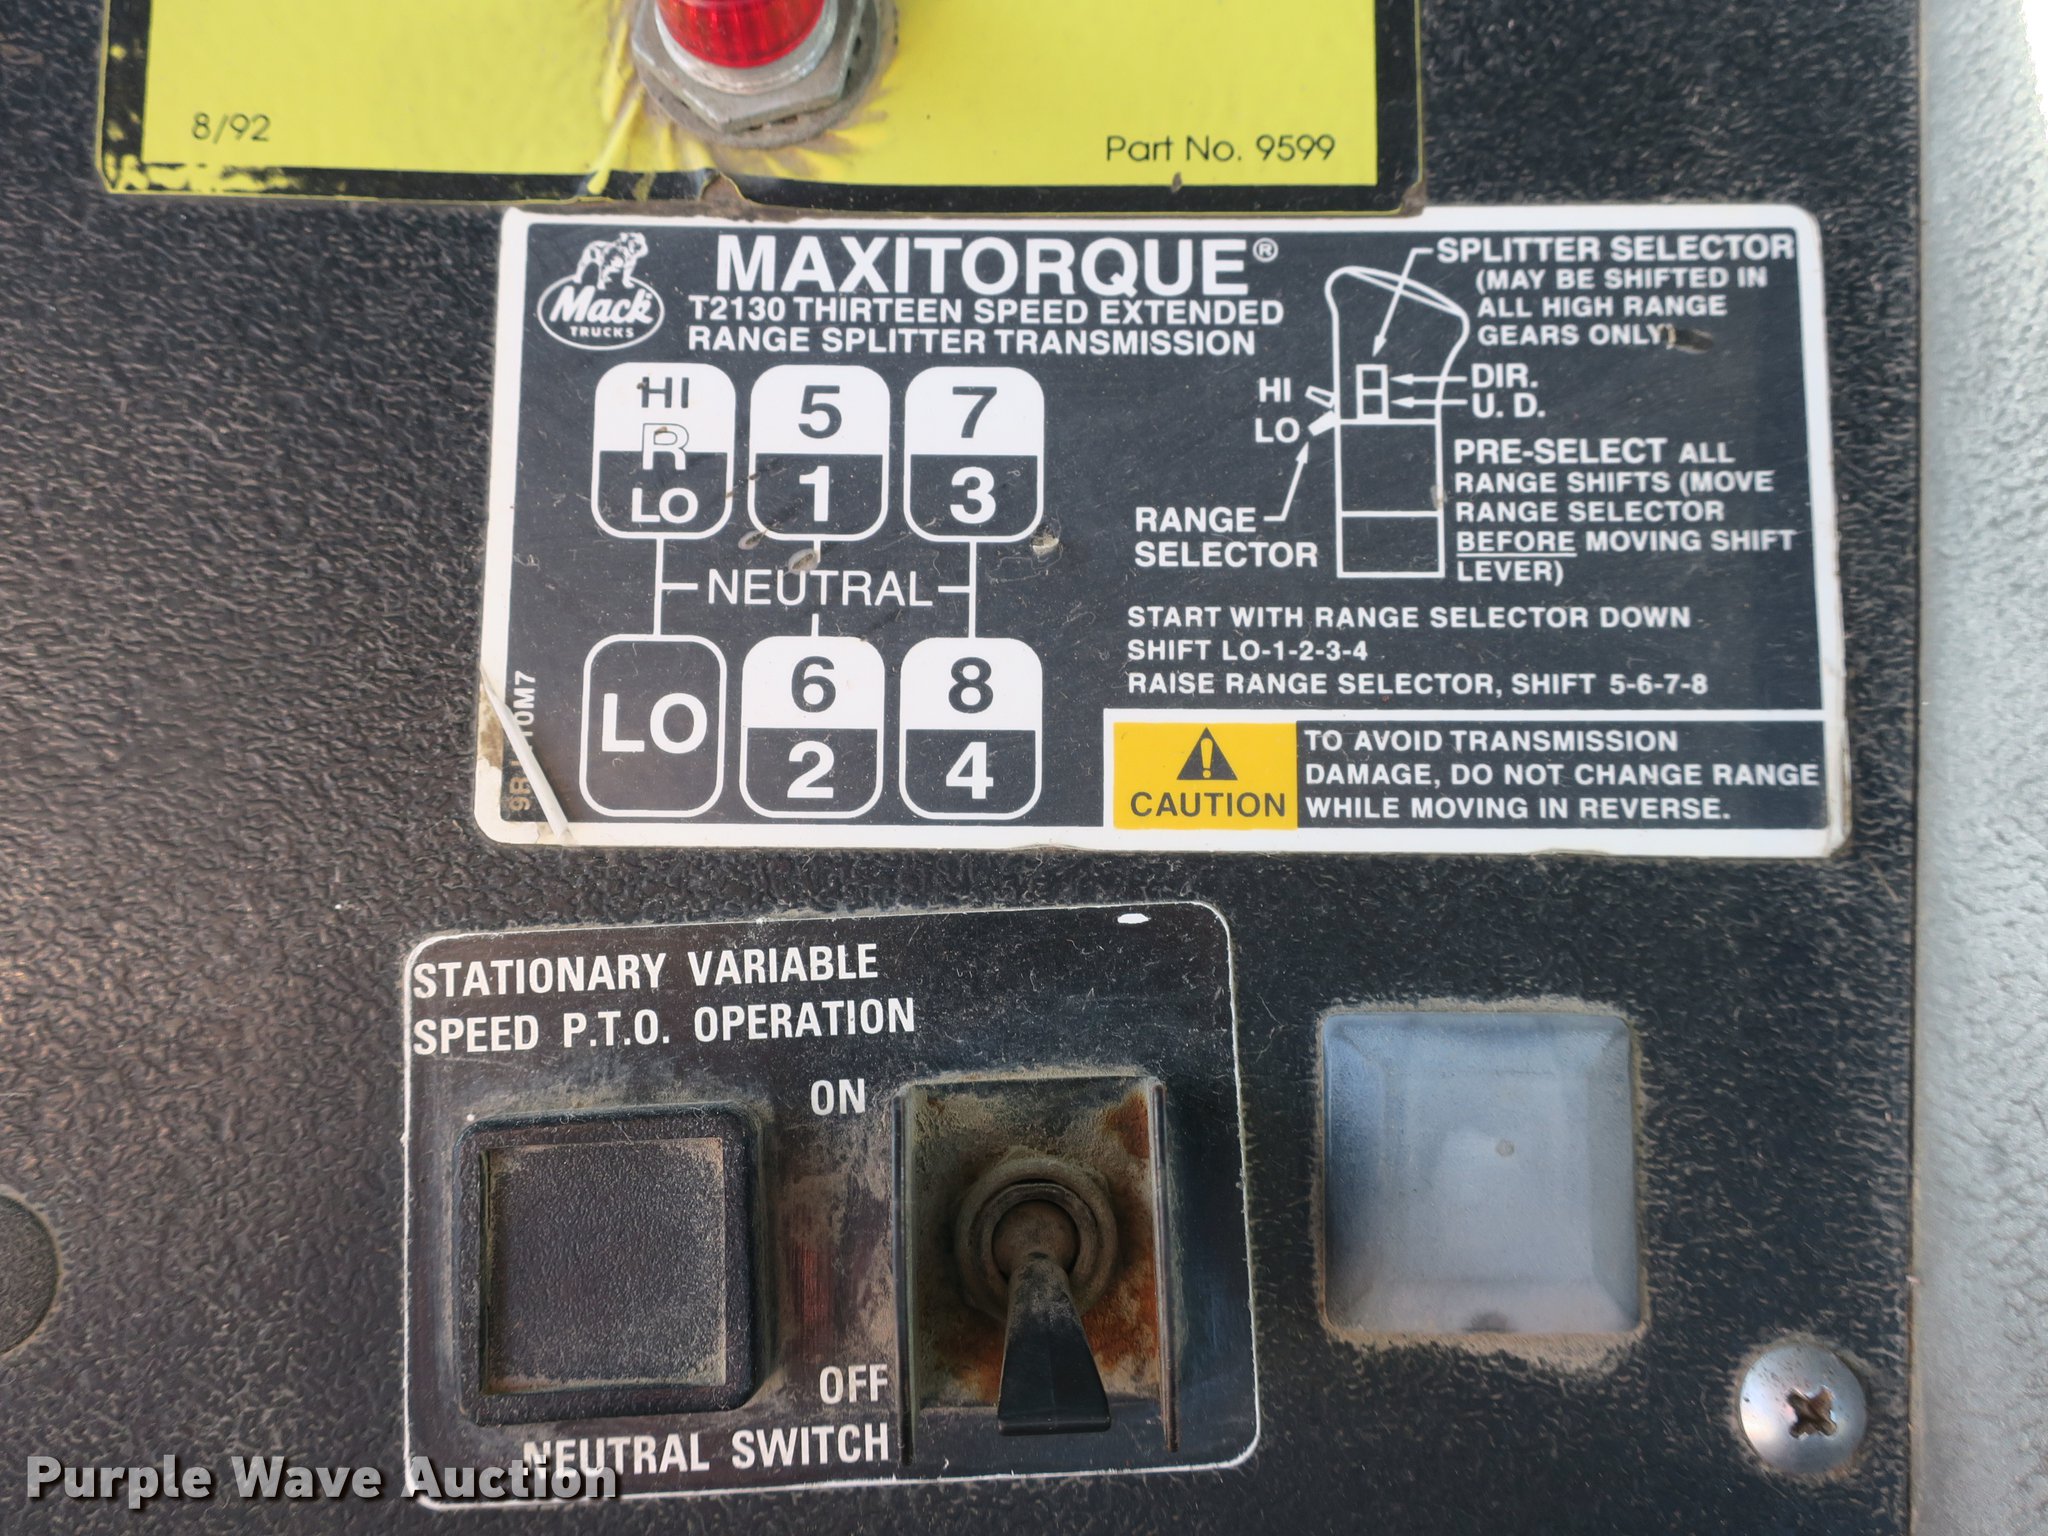 8/92
Part No. 9599
Mack
TRUCKS
MAXITORQUE®
T2130 THIRTEEN SPEED EXTENDED
RANGE SPLITTER TRANSMISSION
SPLITTER SELECTOR
(MAY BE SHIFTED IN
ALL HIGH RANGE
GEARS ONLY)
HI
R
LO
5
1
7
3
NEUTRAL
LO
6
2
8
4
HI
LO
DIR.
U. D.
RANGE
SELECTOR
PRE-SELECT ALL
RANGE SHIFTS (MOVE
RANGE SELECTOR
BEFORE MOVING SHIFT
LEVER)
START WITH RANGE SELECTOR DOWN
SHIFT LO-1-2-3-4
RAISE RANGE SELECTOR, SHIFT 5-6-7-8
CAUTION
TO AVOID TRANSMISSION
DAMAGE, DO NOT CHANGE RANGE
WHILE MOVING IN REVERSE.
STATIONARY VARIABLE
SPEED P.T.O. OPERATION
ON
OFF
NEUTRAL SWITCH
Purple Wave Auction